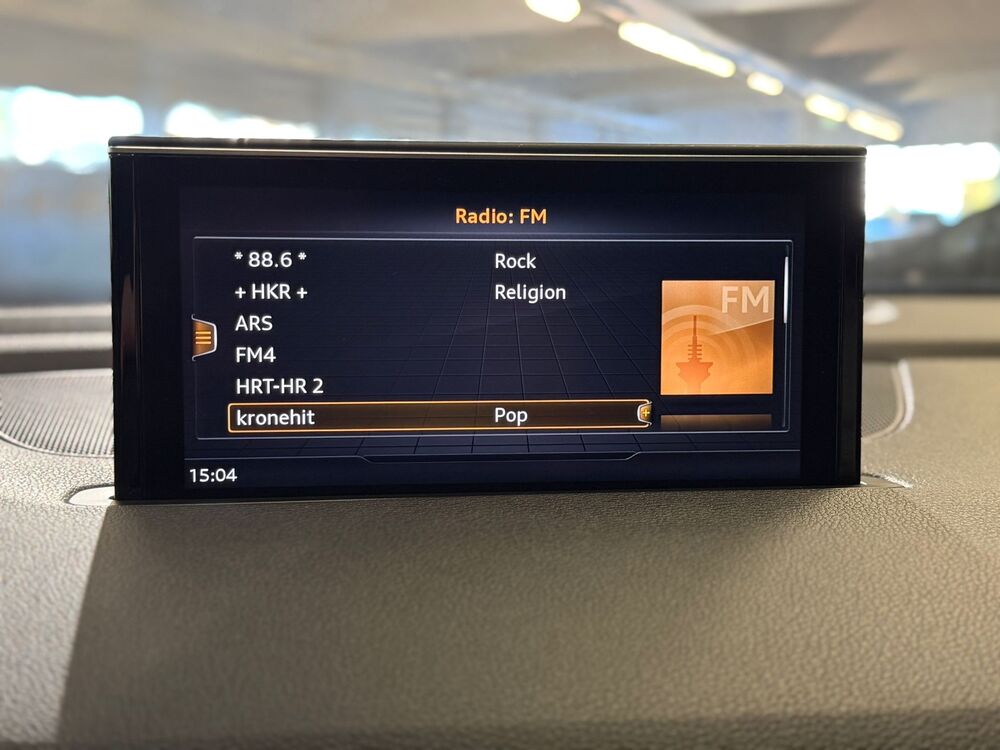 Radio: FM
* 88.6 * Rock
+ HKR + Religion
FM
ARS
FM4
HRT-HR 2
kronehit Pop
15:04